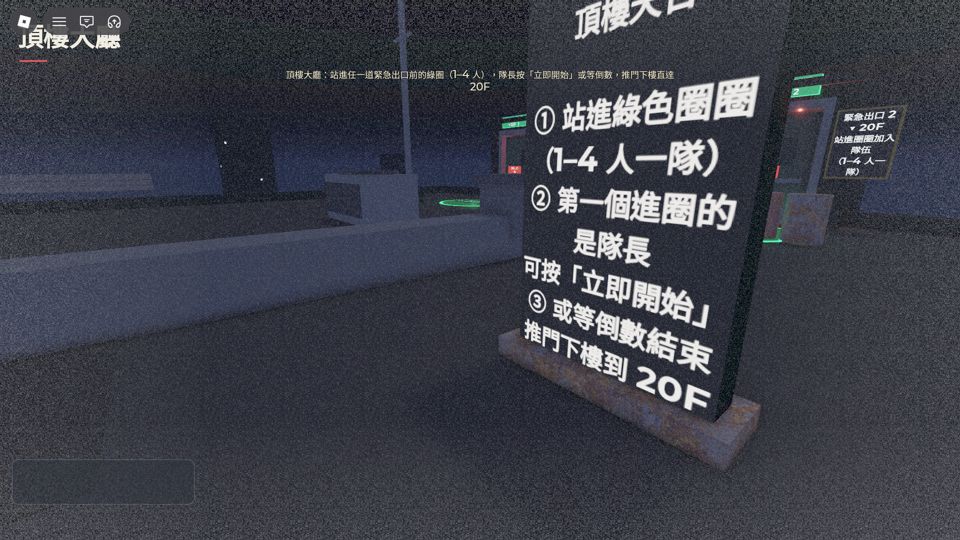 頂樓大廳
頂樓大廳：站進任一道緊急出口前的綠圈（1–4 人），隊長按「立即開始」或等倒數，推門下樓直達
20F
① 站進綠色圈圈
（1–4 人一隊）
② 第一個進圈的
是隊長
可按「立即開始」
③ 或等倒數結束
推門下樓到 20F
2
緊急出口 2
▼ 20F
站進圈圈加入
隊伍
（1–4 人一
隊）